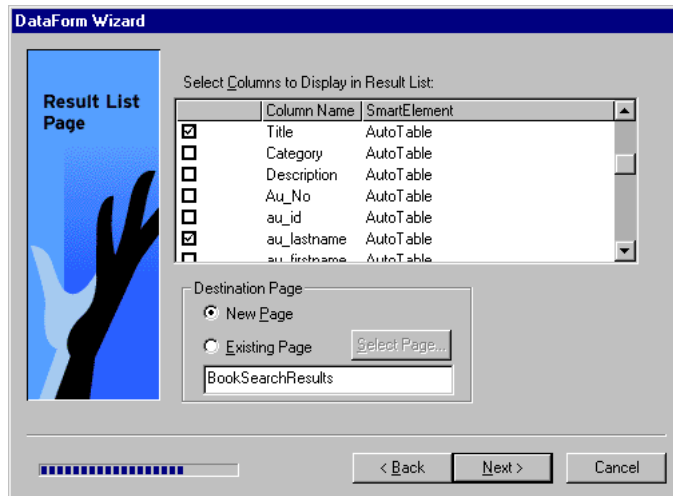 DataForm Wizard
Result List
Page
Select Columns to Display in Result List:
Column Name SmartElement
Title AutoTable
Category AutoTable
Description AutoTable
Au_No AutoTable
au_id AutoTable
au_lastname AutoTable
au_firstname AutoTable
Destination Page
New Page
Existing Page Select Page...
BookSearchResults
< Back Next > Cancel